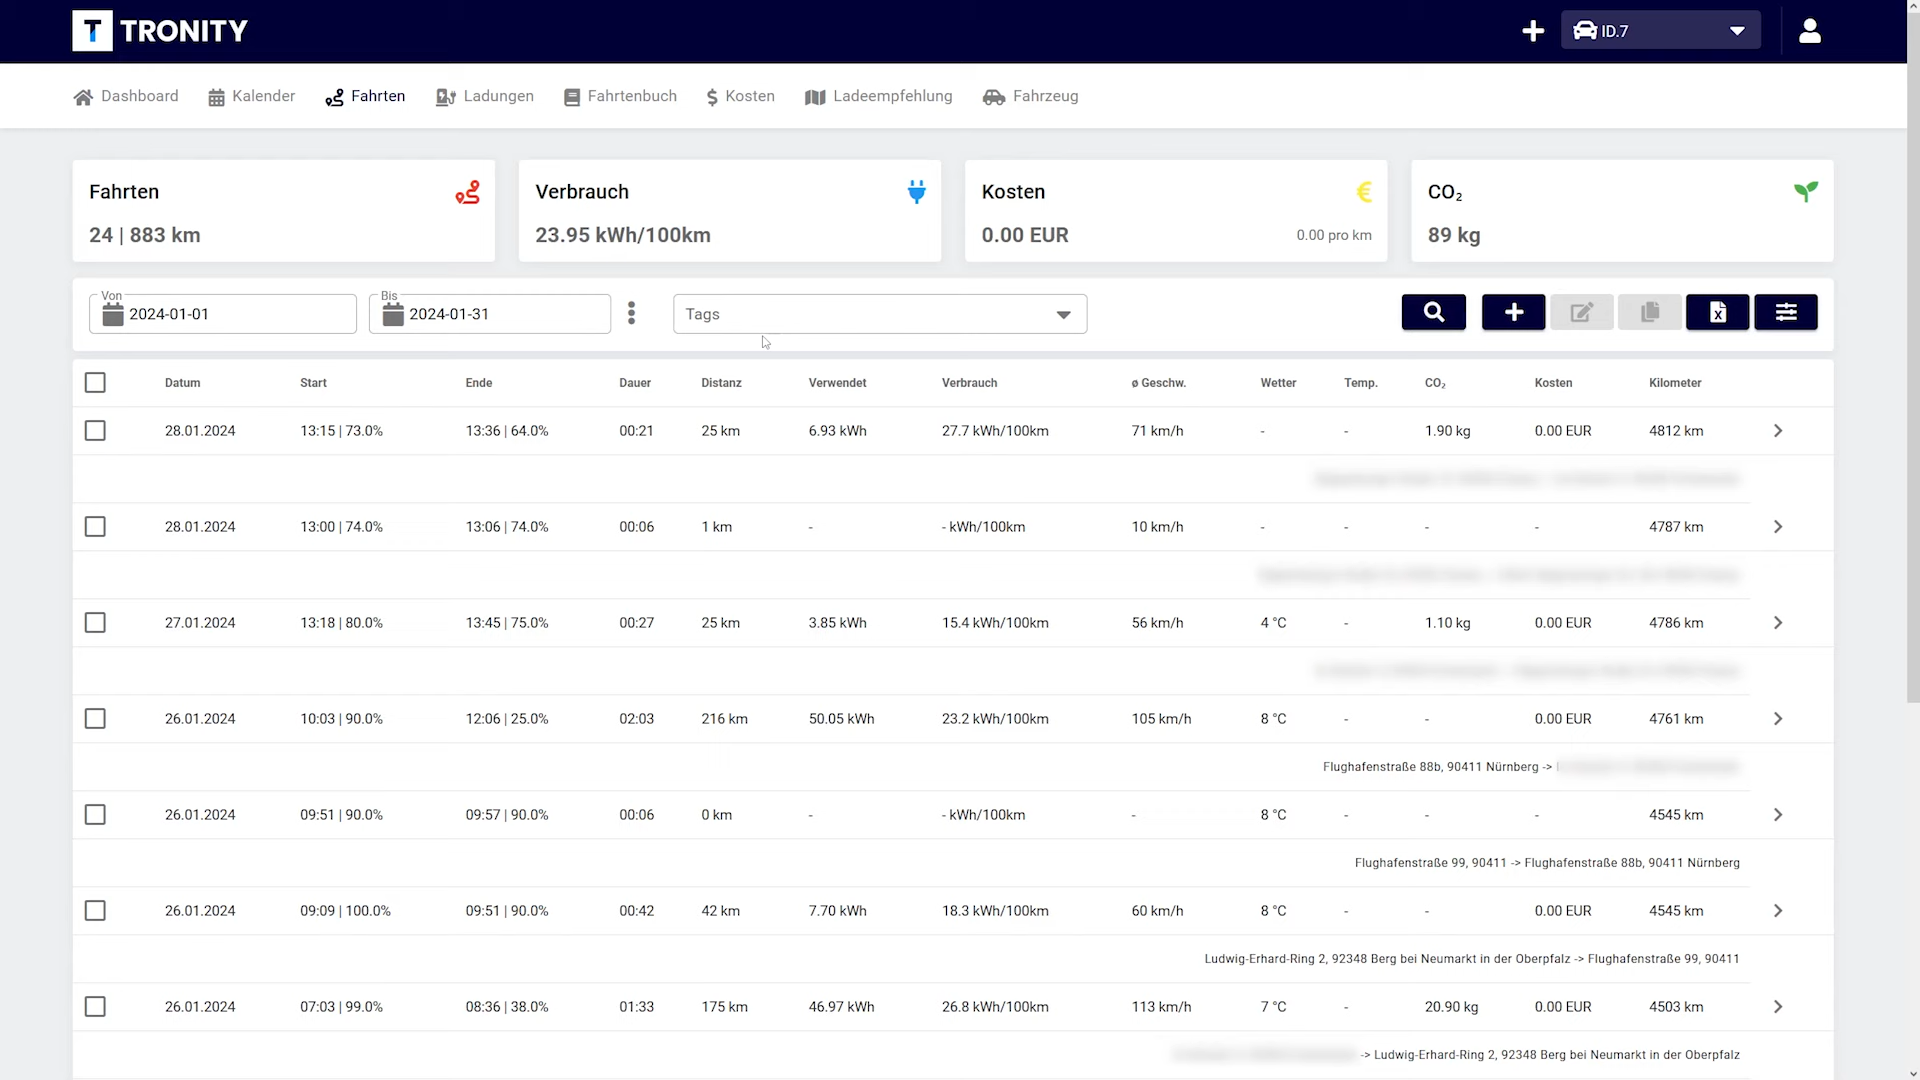 T TRONITY
ID.7
Dashboard Kalender Fahrten Ladungen Fahrtenbuch Kosten Ladeempfehlung Fahrzeug
Fahrten Verbrauch Kosten CO₂
24 | 883 km 23.95 kWh/100km 0.00 EUR 0.00 pro km 89 kg
Von Bis
2024-01-01 2024-01-31 Tags
Datum Start Ende Dauer Distanz Verwendet Verbrauch ø Geschw. Wetter Temp. CO₂ Kosten Kilometer
28.01.2024 13:15 | 73.0% 13:36 | 64.0% 00:21 25 km 6.93 kWh 27.7 kWh/100km 71 km/h - - 1.90 kg 0.00 EUR 4812 km
28.01.2024 13:00 | 74.0% 13:06 | 74.0% 00:06 1 km - - kWh/100km 10 km/h - - - - 4787 km
27.01.2024 13:18 | 80.0% 13:45 | 75.0% 00:27 25 km 3.85 kWh 15.4 kWh/100km 56 km/h 4 °C - 1.10 kg 0.00 EUR 4786 km
26.01.2024 10:03 | 90.0% 12:06 | 25.0% 02:03 216 km 50.05 kWh 23.2 kWh/100km 105 km/h 8 °C - - 0.00 EUR 4761 km
Flughafenstraße 88b, 90411 Nürnberg ->
26.01.2024 09:51 | 90.0% 09:57 | 90.0% 00:06 0 km - - kWh/100km - 8 °C - - - 4545 km
Flughafenstraße 99, 90411 -> Flughafenstraße 88b, 90411 Nürnberg
26.01.2024 09:09 | 100.0% 09:51 | 90.0% 00:42 42 km 7.70 kWh 18.3 kWh/100km 60 km/h 8 °C - - 0.00 EUR 4545 km
Ludwig-Erhard-Ring 2, 92348 Berg bei Neumarkt in der Oberpfalz -> Flughafenstraße 99, 90411
26.01.2024 07:03 | 99.0% 08:36 | 38.0% 01:33 175 km 46.97 kWh 26.8 kWh/100km 113 km/h 7 °C - 20.90 kg 0.00 EUR 4503 km
-> Ludwig-Erhard-Ring 2, 92348 Berg bei Neumarkt in der Oberpfalz